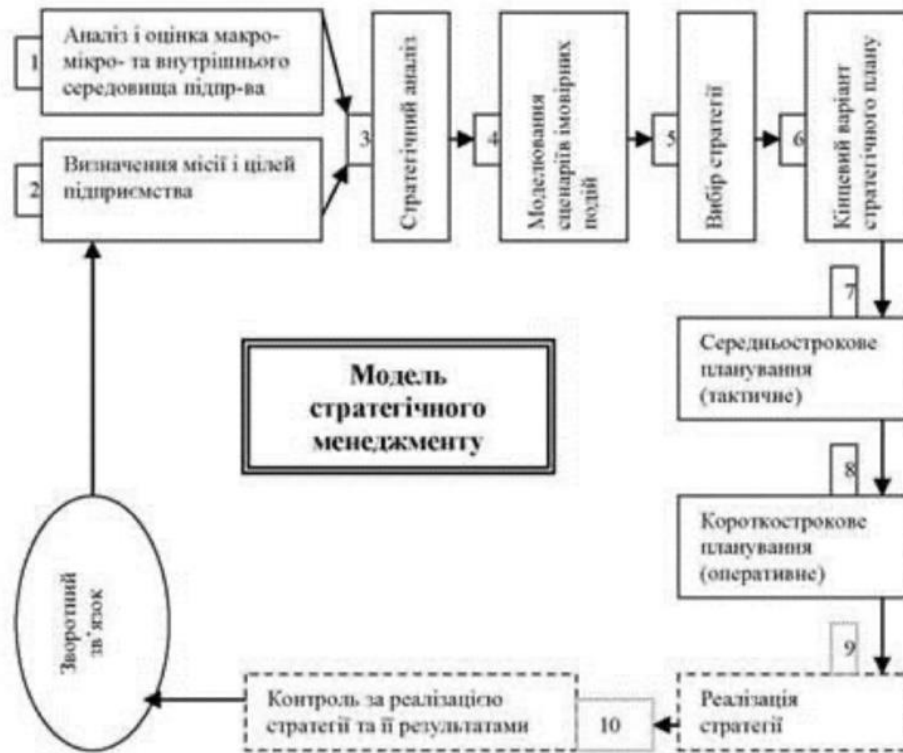 1
Аналіз і оцінка макро-
мікро- та внутрішнього
середовища підпр-ва
2
Визначення місії і цілей
підприємства
3
Стратегічний аналіз
4
Моделювання
сценаріїв імовірних
подій
5
Вибір стратегії
6
Кінцевий варіант
стратегічного плану
7
Середньострокове
планування
(тактичне)
8
Короткострокове
планування
(оперативне)
9
Реалізація
стратегії
10
Контроль за реалізацією
стратегії та її результатами
Зворотний
зв'язок
Модель
стратегічного
менеджменту